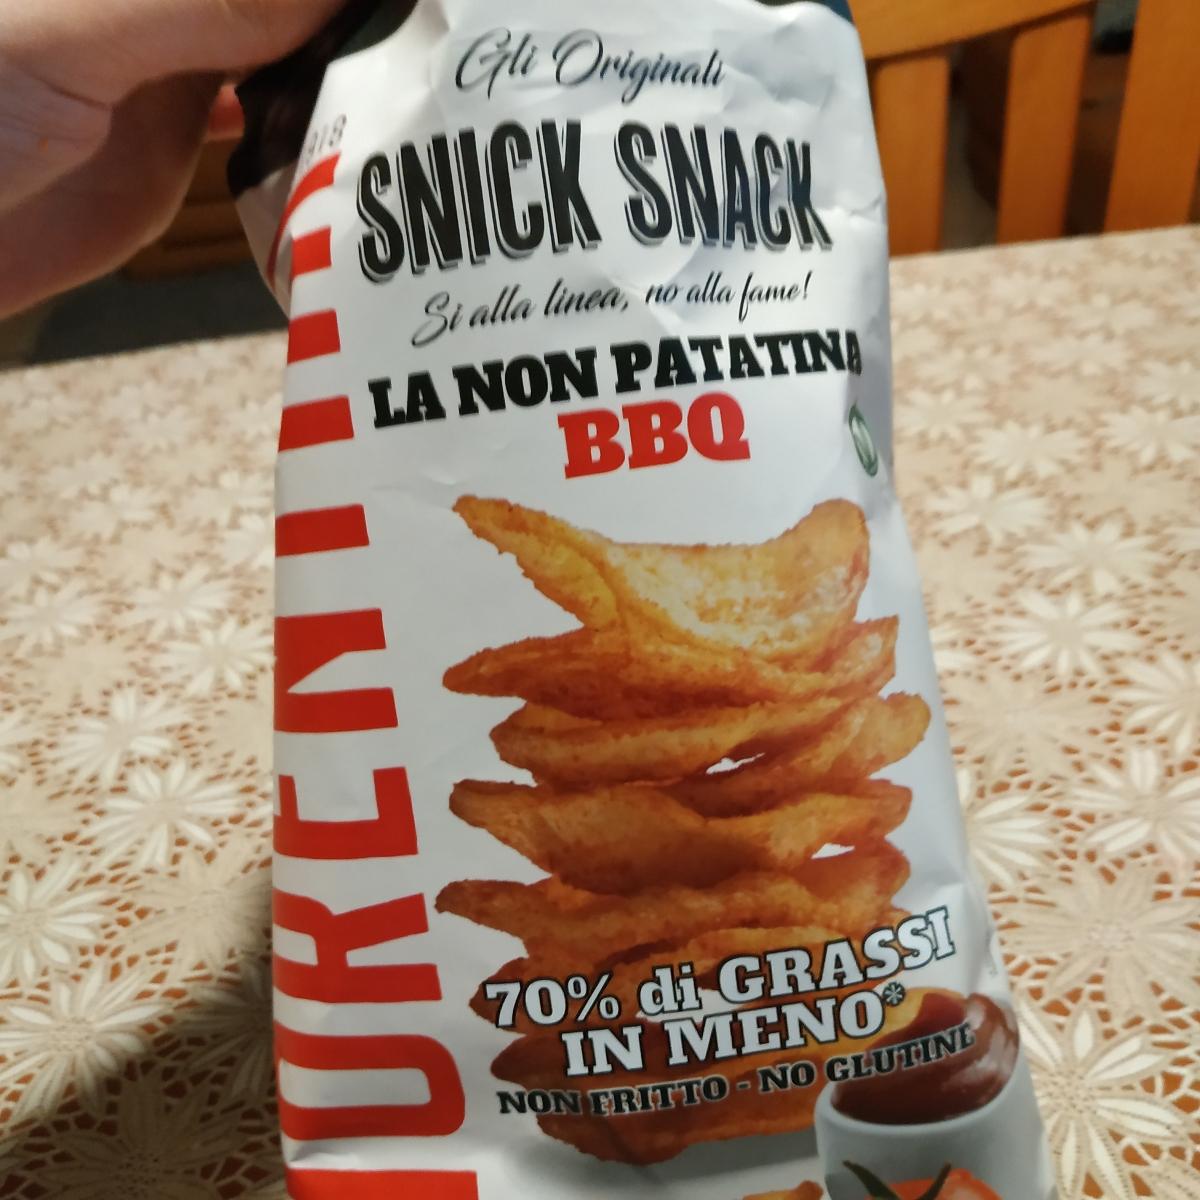 Gli Originali
SNICK SNACK
Si alla linea, no alla fame!
LA NON PATATINA
BBQ
70% di GRASSI
IN MENO*
NON FRITTO - NO GLUTINE